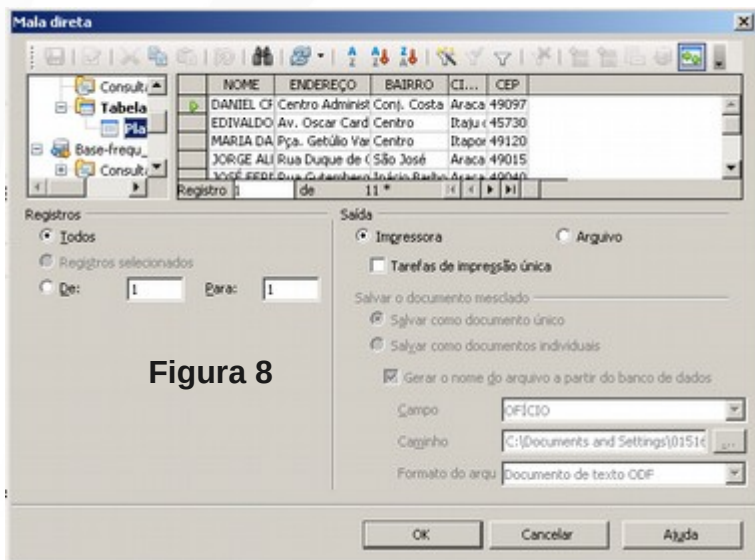 Mala direta
Consulta
Tabela
Pla
Base-frequ_
Consulta
NOME ENDEREÇO BAIRRO CI... CEP
DANIEL CF Centro Administ Conj. Costa Araca 49097
EDIVALDO Av. Oscar Card Centro Itaju 45730
MARIA DA Pça. Getúlio Var Centro Itapor 49120
JORGE ALI Rua Duque de São José Araca 49015
Registro 1 de 11 *
Registros
Todos
Registros selecionados
De: 1 Para: 1
Figura 8
Saída
Impressora Arquivo
Tarefas de impressão única
Salvar o documento mesclado
Salvar como documento único
Salvar como documentos individuais
Gerar o nome do arquivo a partir do banco de dados
Campo OFÍCIO
Caminho C:\Documents and Settings\0151 ...
Formato do arqu Documento de texto ODF
OK Cancelar Ajuda